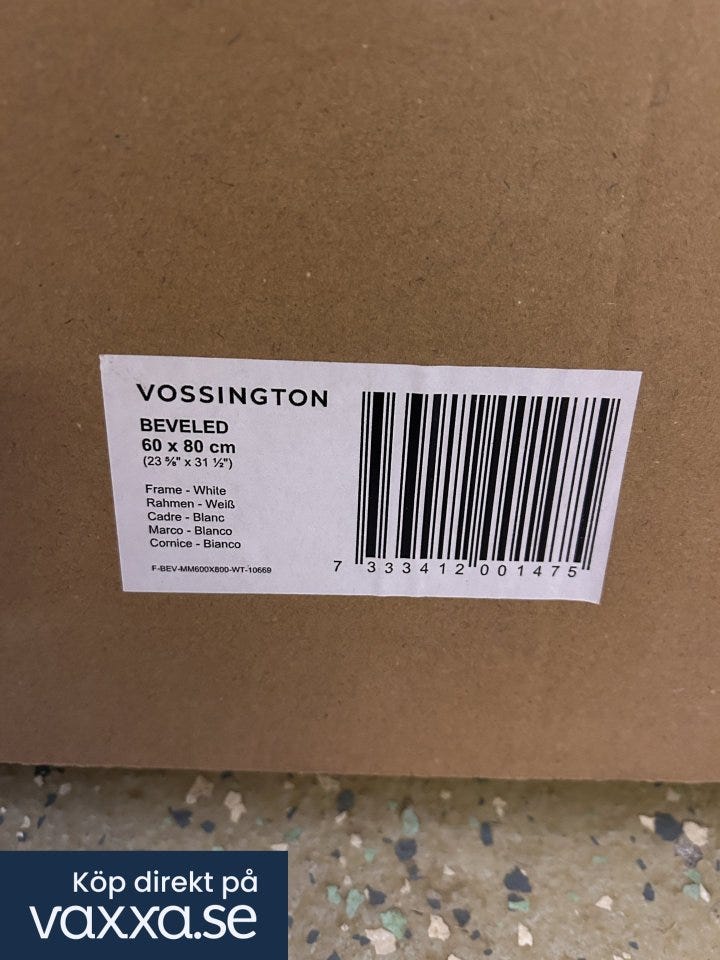 VOSSINGTON
BEVELED
60 x 80 cm
(23 ⅝" x 31 ½")
Frame - White
Rahmen - Weiß
Cadre - Blanc
Marco - Blanco
Cornice - Bianco
F-BEV-MM600X800-WT-10669
7 333412 001475
Köp direkt på
vaxxa.se